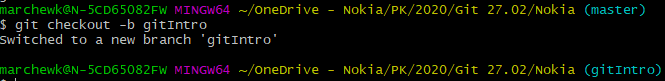 marchewk@N-5CD65082FW MINGW64 ~/OneDrive - Nokia/PK/2020/Git 27.02/Nokia (master)
$ git checkout -b gitIntro
Switched to a new branch 'gitIntro'
marchewk@N-5CD65082FW MINGW64 ~/OneDrive - Nokia/PK/2020/Git 27.02/Nokia (gitIntro)